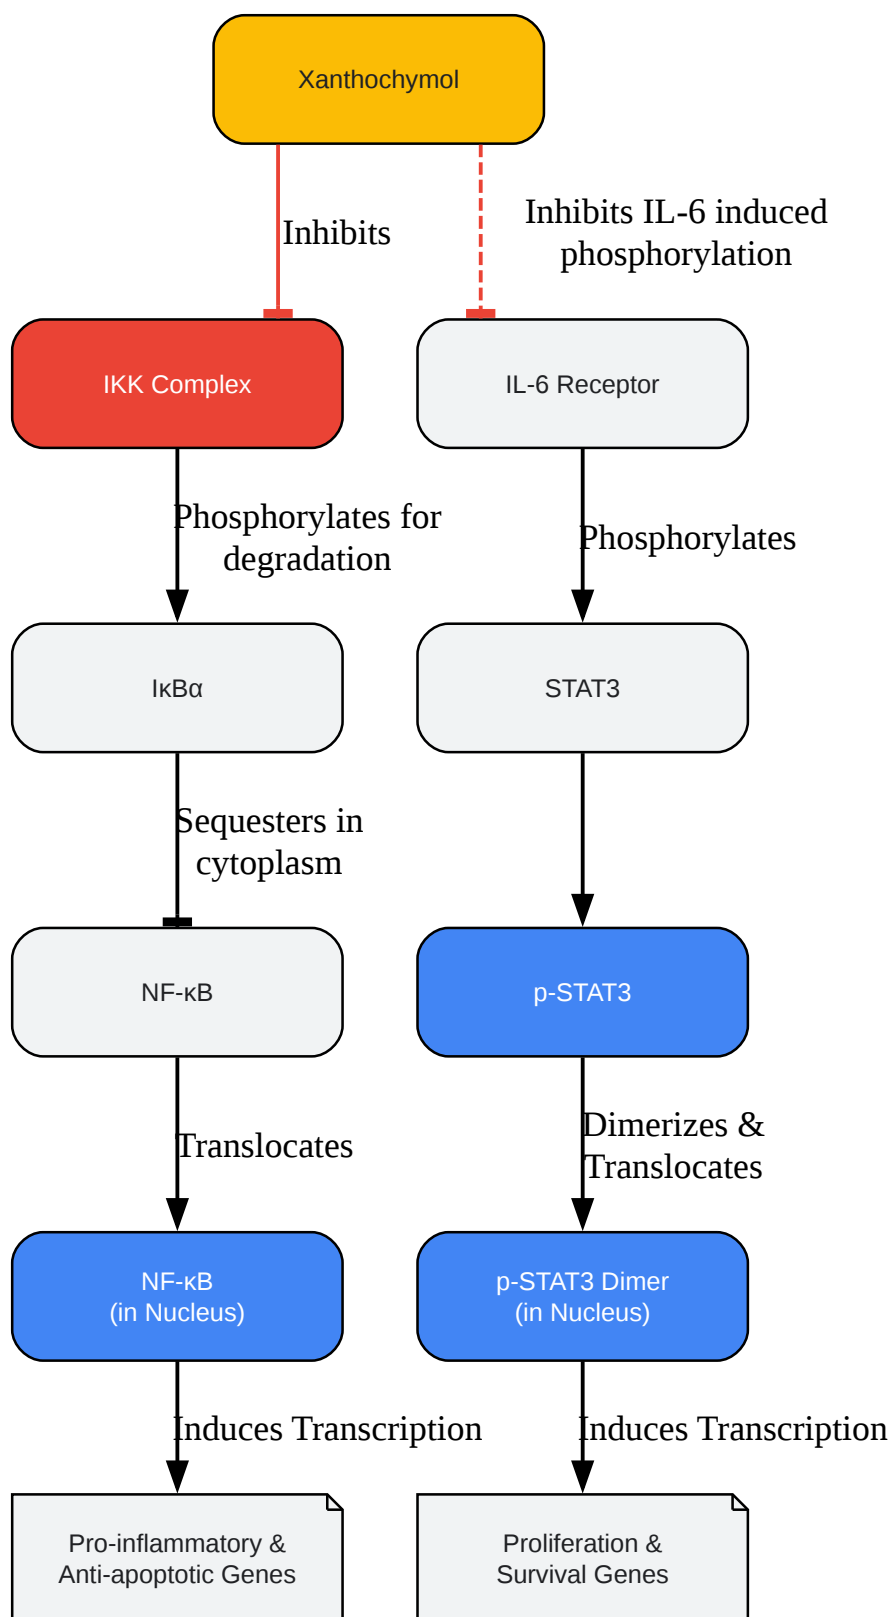 Xanthochymol
Inhibits
Inhibits IL-6 induced
phosphorylation
IKK Complex
IL-6 Receptor
Phosphorylates for
degradation
Phosphorylates
IκBα
STAT3
Sequesters in
cytoplasm
NF-κB
p-STAT3
Translocates
Dimerizes &
Translocates
NF-κB
(in Nucleus)
p-STAT3 Dimer
(in Nucleus)
Induces Transcription
Induces Transcription
Pro-inflammatory &
Anti-apoptotic Genes
Proliferation &
Survival Genes